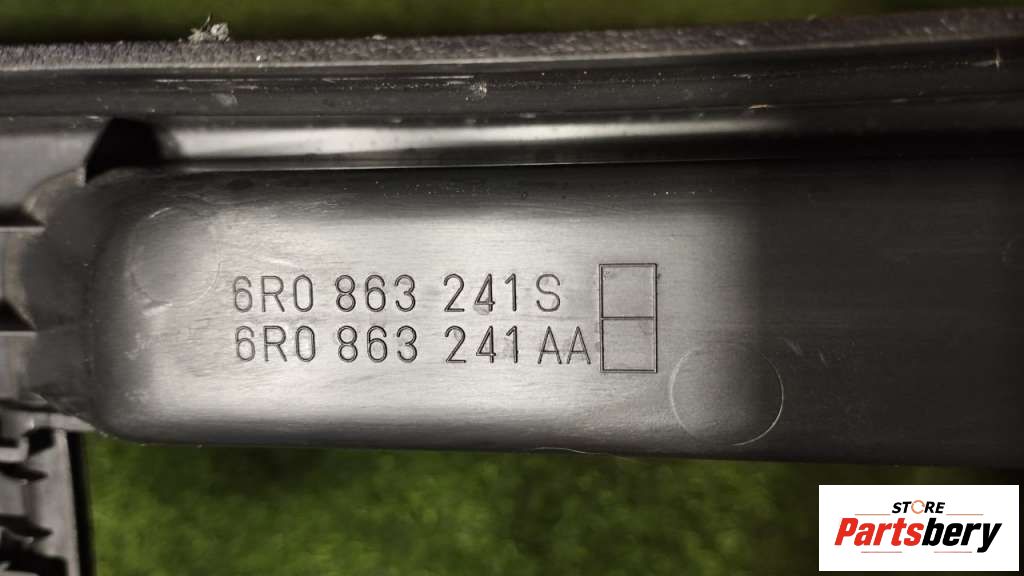 6R0 863 241S
6R0 863 241AA
STORE
Partsbery